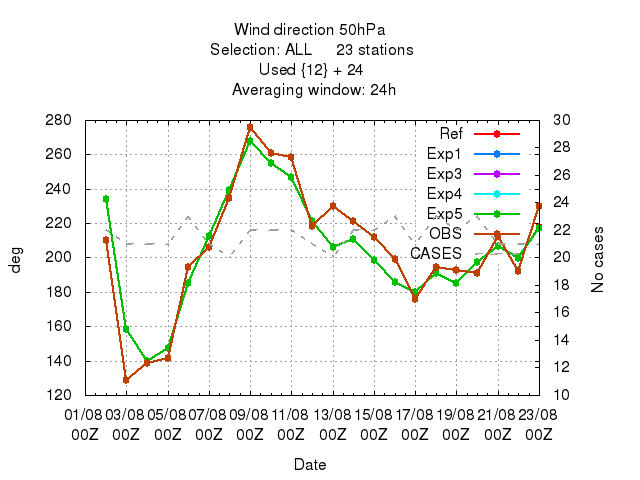 Wind direction 50hPa
Selection: ALL 23 stations
Used {12} + 24
Averaging window: 24h
280 30
28
260 26
240 24
220 22
200 20
18
180 16
160 14
140 12
120 10
Ref
Exp1
Exp3
Exp4
Exp5
OBS
CASES
deg
No cases
01/08 03/08 05/08 07/08 09/08 11/08 13/08 15/08 17/08 19/08 21/08 23/08
00Z 00Z 00Z 00Z 00Z 00Z 00Z 00Z 00Z 00Z 00Z 00Z
Date